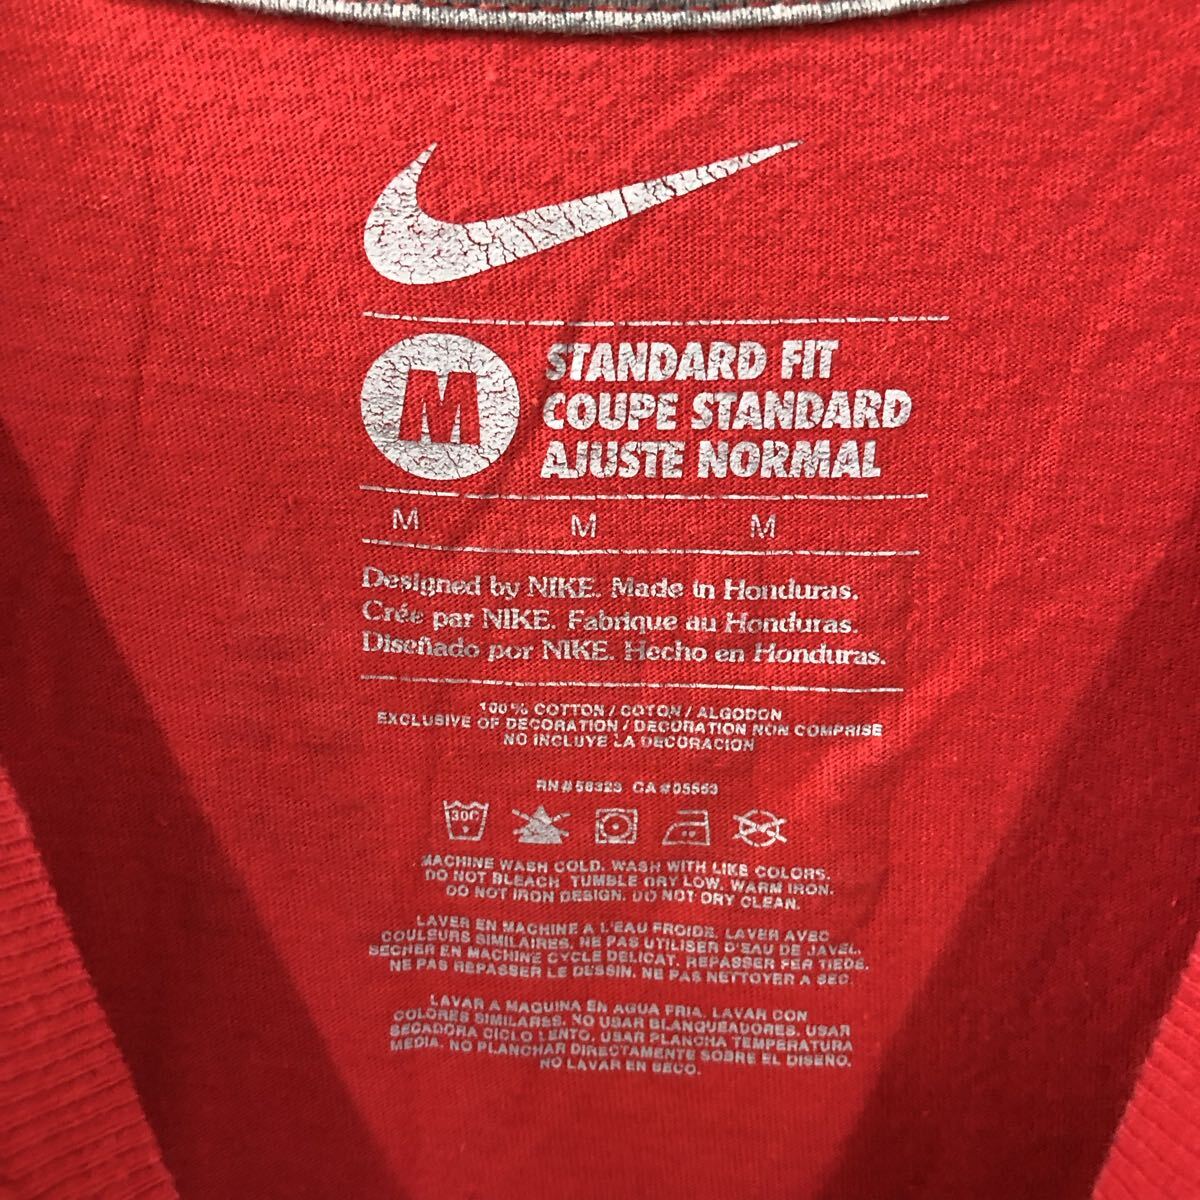 M
STANDARD FIT
COUPE STANDARD
AJUSTE NORMAL
M M M
Designed by NIKE. Made in Honduras.
Crée par NIKE. Fabrique au Honduras.
Diseñado por NIKE. Hecho en Honduras.
100% COTTON / COTON / ALGODON
EXCLUSIVE OF DECORATION / DECORATION NON COMPRISE
NO INCLUYE LA DECORACION
RN#56323 CA#05553
30C
MACHINE WASH COLD. WASH WITH LIKE COLORS.
DO NOT BLEACH TUMBLE DRY LOW. WARM IRON.
DO NOT IRON DESIGN. DO NOT DRY CLEAN.
LAVER EN MACHINE A L'EAU FROIDE. LAVER AVEC
COULEURS SIMILAIRES. NE PAS UTILISER D'EAU DE JAVEL.
SECHER EN MACHINE CYCLE DELICAT. REPASSER FER TIEDE.
NE PAS REPASSER LE DESSIN. NE PAS NETTOYER A SEC.
LAVAR A MAQUINA EN AGUA FRIA. LAVAR CON
COLORES SIMILARES. NO USAR BLANQUEADORES. USAR
SECADORA CICLO LENTO. USAR PLANCHA TEMPERATURA
MEDIA. NO PLANCHAR DIRECTAMENTE SOBRE EL DISEÑO.
NO LAVAR EN SECO.